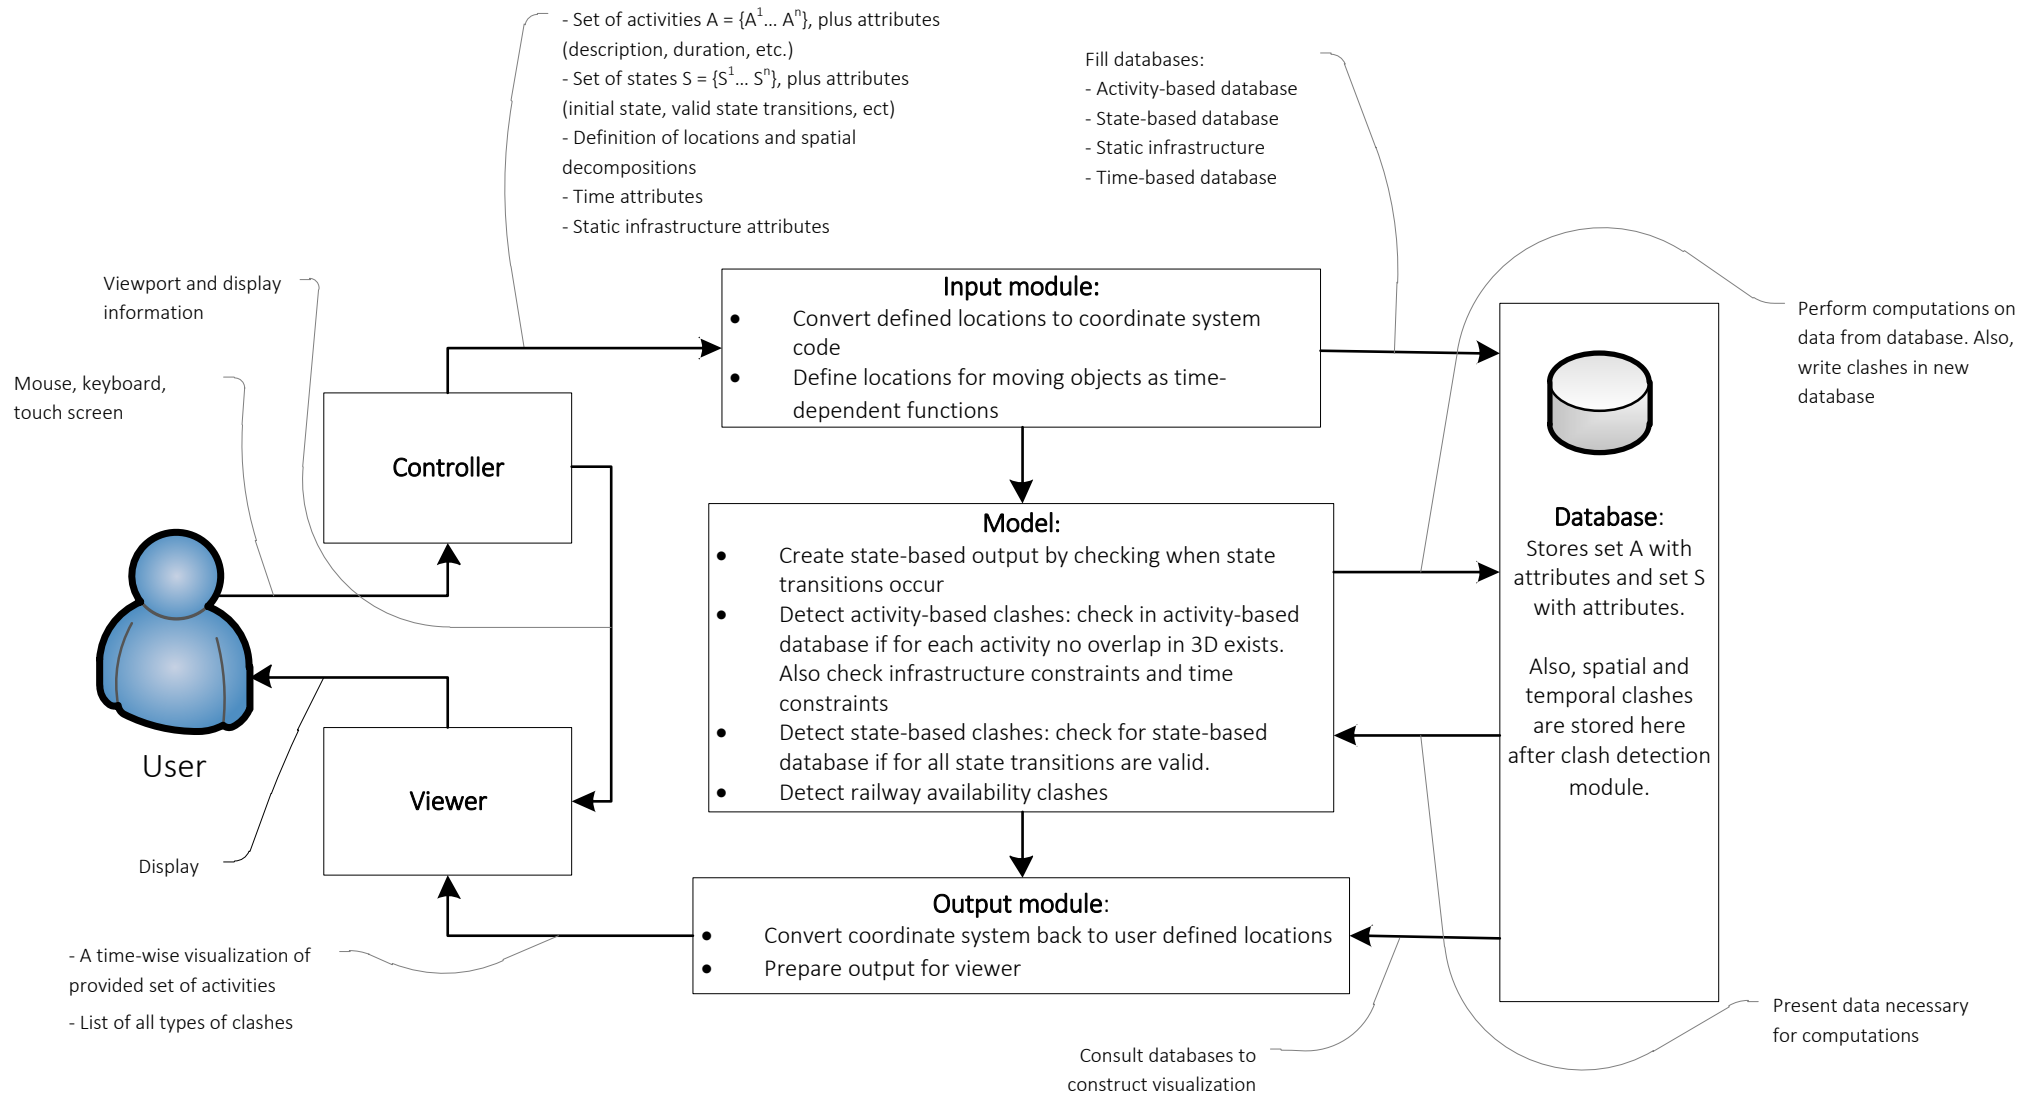 - Set of activities A = {A1... An}, plus attributes
(description, duration, etc.)
- Set of states S = {S1... Sn}, plus attributes
(initial state, valid state transitions, ect)
- Definition of locations and spatial
decompositions
- Time attributes
- Static infrastructure attributes
Fill databases:
- Activity-based database
- State-based database
- Static infrastructure
- Time-based database
Viewport and display
information
Mouse, keyboard,
touch screen
Input module:
• Convert defined locations to coordinate system
code
• Define locations for moving objects as time-
dependent functions
Perform computations on
data from database. Also,
write clashes in new
database
Controller
Model:
• Create state-based output by checking when state
transitions occur
• Detect activity-based clashes: check in activity-based
database if for each activity no overlap in 3D exists.
Also check infrastructure constraints and time
constraints
• Detect state-based clashes: check for state-based
database if for all state transitions are valid.
• Detect railway availability clashes
Database:
Stores set A with
attributes and set S
with attributes.
Also, spatial and
temporal clashes
are stored here
after clash detection
module.
User
Viewer
Display
Output module:
• Convert coordinate system back to user defined locations
• Prepare output for viewer
- A time-wise visualization of
provided set of activities
- List of all types of clashes
Consult databases to
construct visualization
Present data necessary
for computations